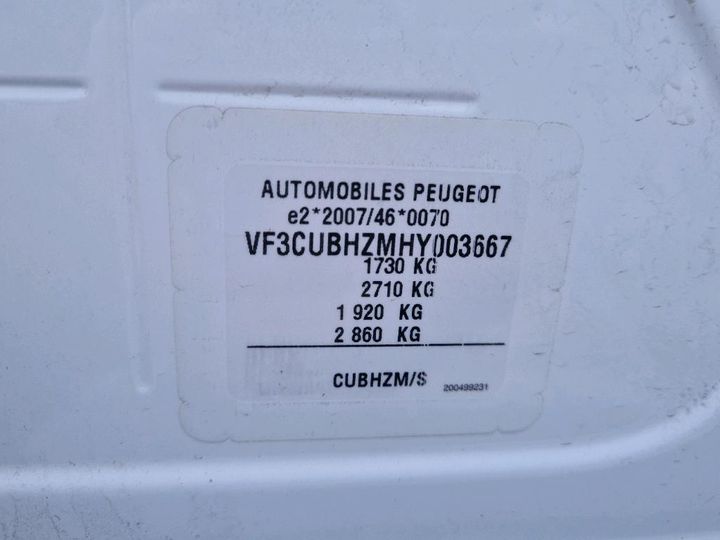 AUTOMOBILES PEUGEOT
e2*2007/46*0070
VF3CUBHZMHY003667
1730 KG
2710 KG
1 920 KG
2 860 KG
CUBHZM/S
200499231